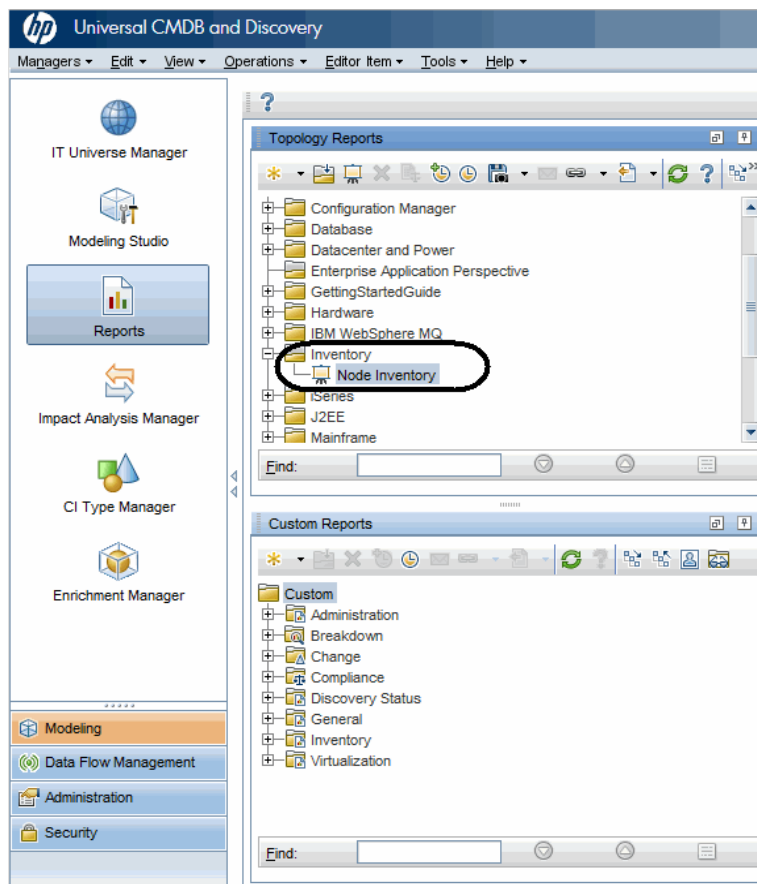 hp Universal CMDB and Discovery
Managers Edit View Operations Editor Item Tools Help
IT Universe Manager
Modeling Studio
Reports
Impact Analysis Manager
CI Type Manager
Enrichment Manager
Modeling
Data Flow Management
Administration
Security
?
Topology Reports
?
Configuration Manager
Database
Datacenter and Power
Enterprise Application Perspective
GettingStartedGuide
Hardware
IBM WebSphere MQ
Inventory
Node Inventory
iSeries
J2EE
Mainframe
Find:
Custom Reports
?
Custom
Administration
Breakdown
Change
Compliance
Discovery Status
General
Inventory
Virtualization
Find: